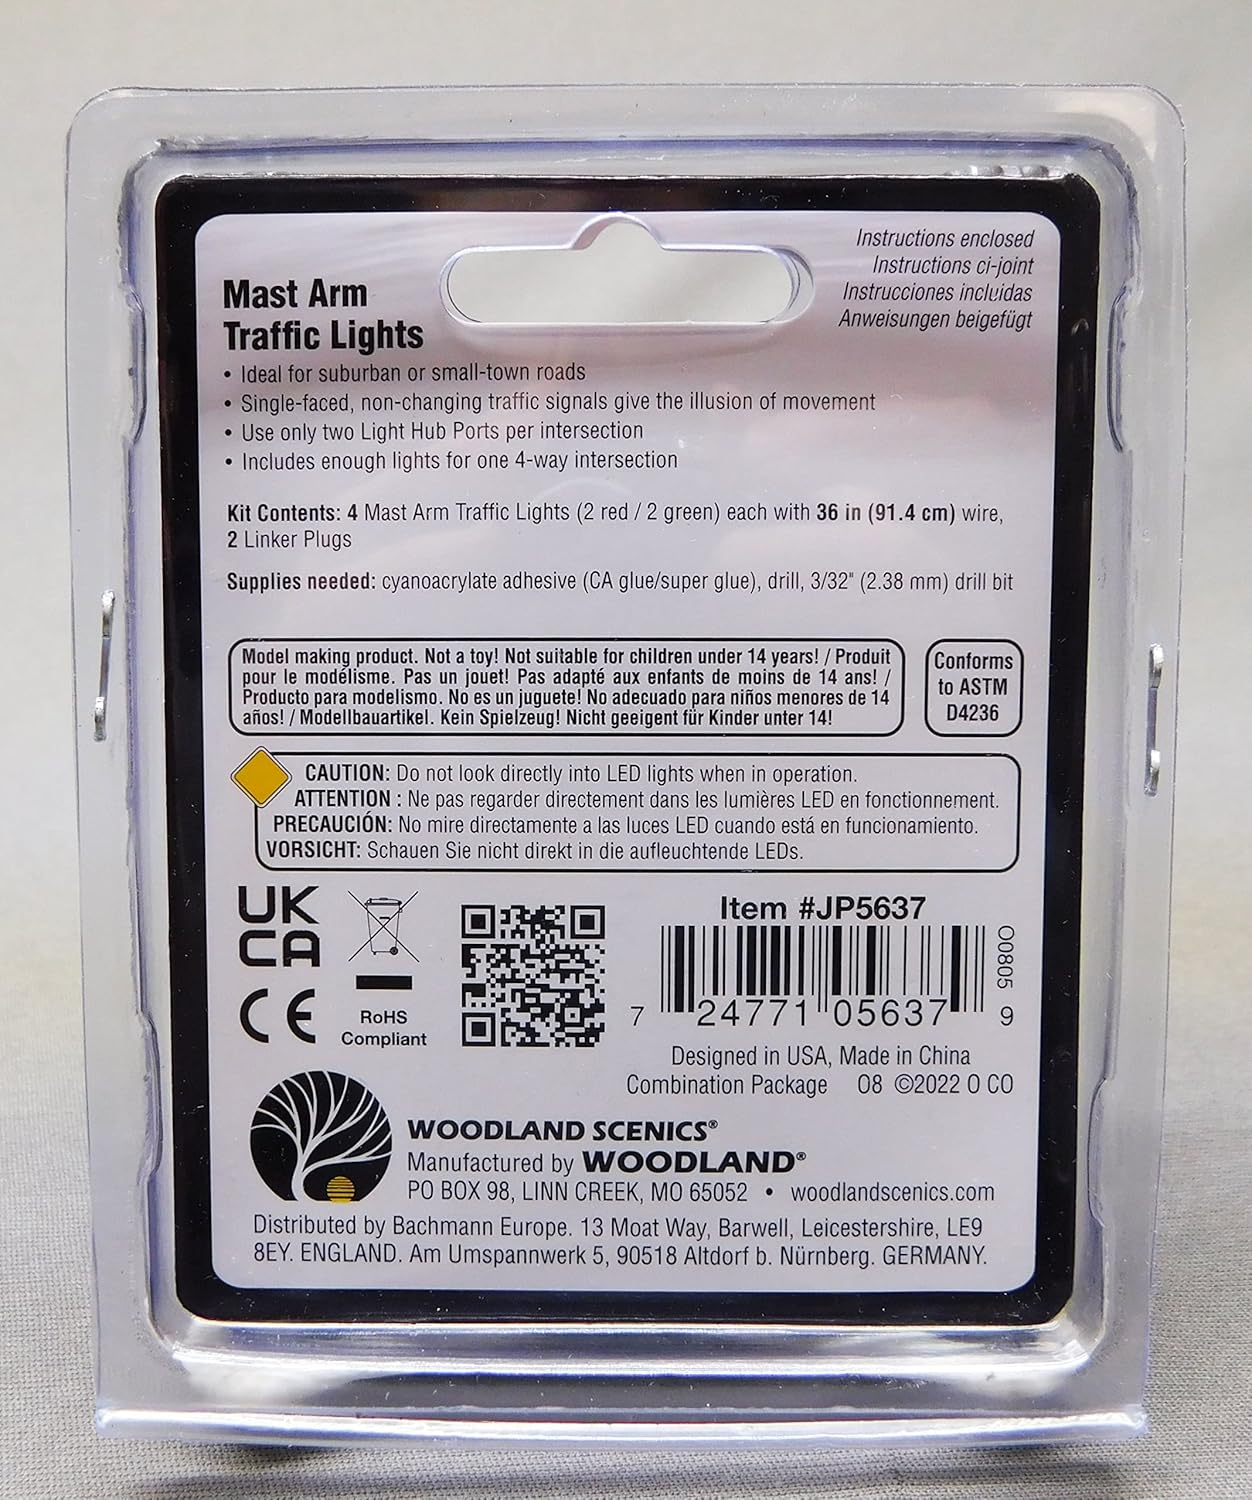 Instructions enclosed
Instructions ci-joint
Instrucciones incluidas
Anweisungen beigefügt
Mast Arm
Traffic Lights
• Ideal for suburban or small-town roads
• Single-faced, non-changing traffic signals give the illusion of movement
• Use only two Light Hub Ports per intersection
• Includes enough lights for one 4-way intersection
Kit Contents: 4 Mast Arm Traffic Lights (2 red / 2 green) each with 36 in (91.4 cm) wire,
2 Linker Plugs
Supplies needed: cyanoacrylate adhesive (CA glue/super glue), drill, 3/32" (2.38 mm) drill bit
Model making product. Not a toy! Not suitable for children under 14 years! / Produit
pour le modélisme. Pas un jouet! Pas adapté aux enfants de moins de 14 ans! /
Producto para modelismo. No es un juguete! No adecuado para niños menores de 14
años! / Modellbauartikel. Kein Spielzeug! Nicht geeigent für Kinder unter 14!
Conforms
to ASTM
D4236
CAUTION: Do not look directly into LED lights when in operation.
ATTENTION : Ne pas regarder directement dans les lumières LED en fonctionnement.
PRECAUCIÓN: No mire directamente a las luces LED cuando está en funcionamiento.
VORSICHT: Schauen Sie nicht direkt in die aufleuchtende LEDs.
UK
CA
CE
RoHS
Compliant
Item #JP5637
O0805
7 24771 05637 9
Designed in USA, Made in China
Combination Package 08 ©2022 O CO
WOODLAND SCENICS®
Manufactured by WOODLAND®
PO BOX 98, LINN CREEK, MO 65052 • woodlandscenics.com
Distributed by Bachmann Europe. 13 Moat Way, Barwell, Leicestershire, LE9
8EY. ENGLAND. Am Umspannwerk 5, 90518 Altdorf b. Nürnberg. GERMANY.